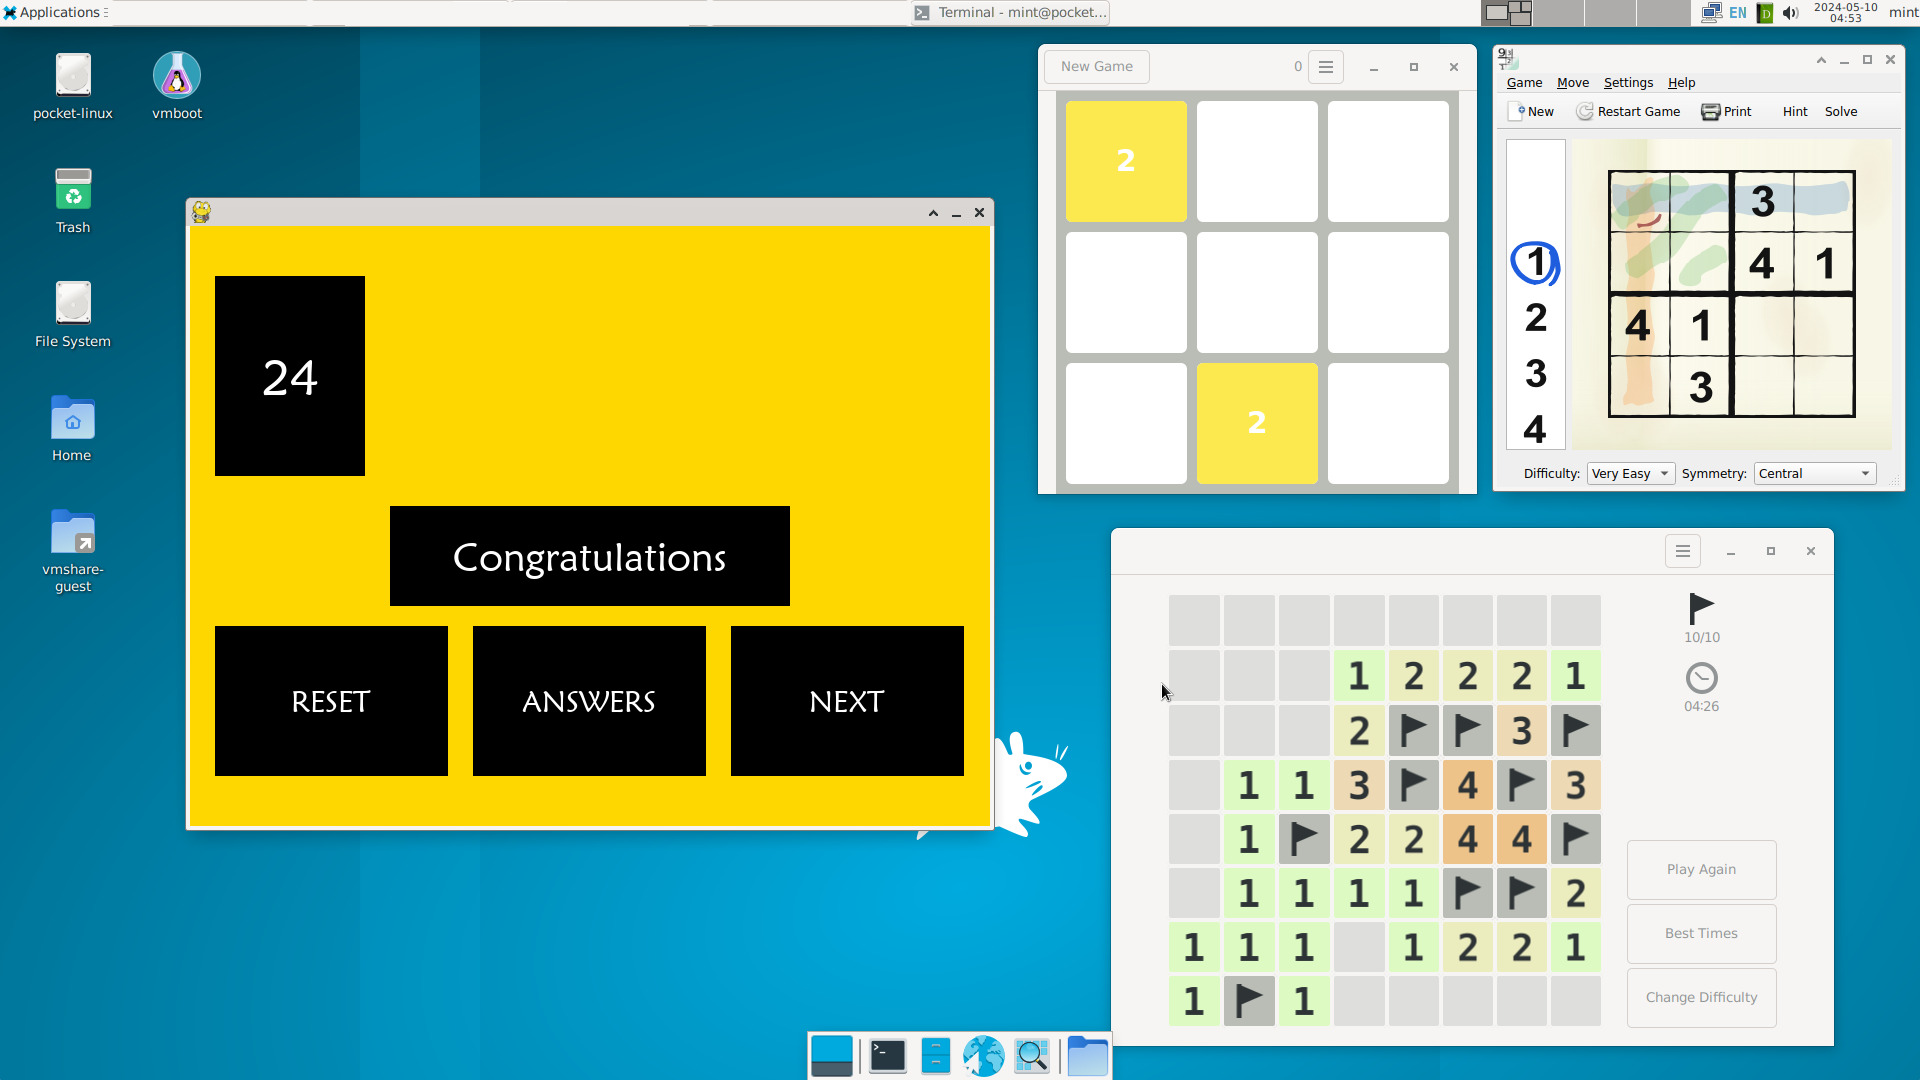 Applications
Terminal - mint@pocket...
EN
2024-05-10
04:53
mint
pocket-linux
vmboot
Trash
File System
Home
vmshare-
guest
24
Congratulations
RESET ANSWERS NEXT
New Game 0
2
2
Game Move Settings Help
New Restart Game Print Hint Solve
3
1 4 1
2 4 1
3 3
4
Difficulty: Very Easy Symmetry: Central
10/10
04:26
1 2 2 2 1
2 3
1 1 3 4 3
1 2 2 4 4
1 1 1 1 2
1 1 1 1 2 2 1
1 1
Play Again
Best Times
Change Difficulty